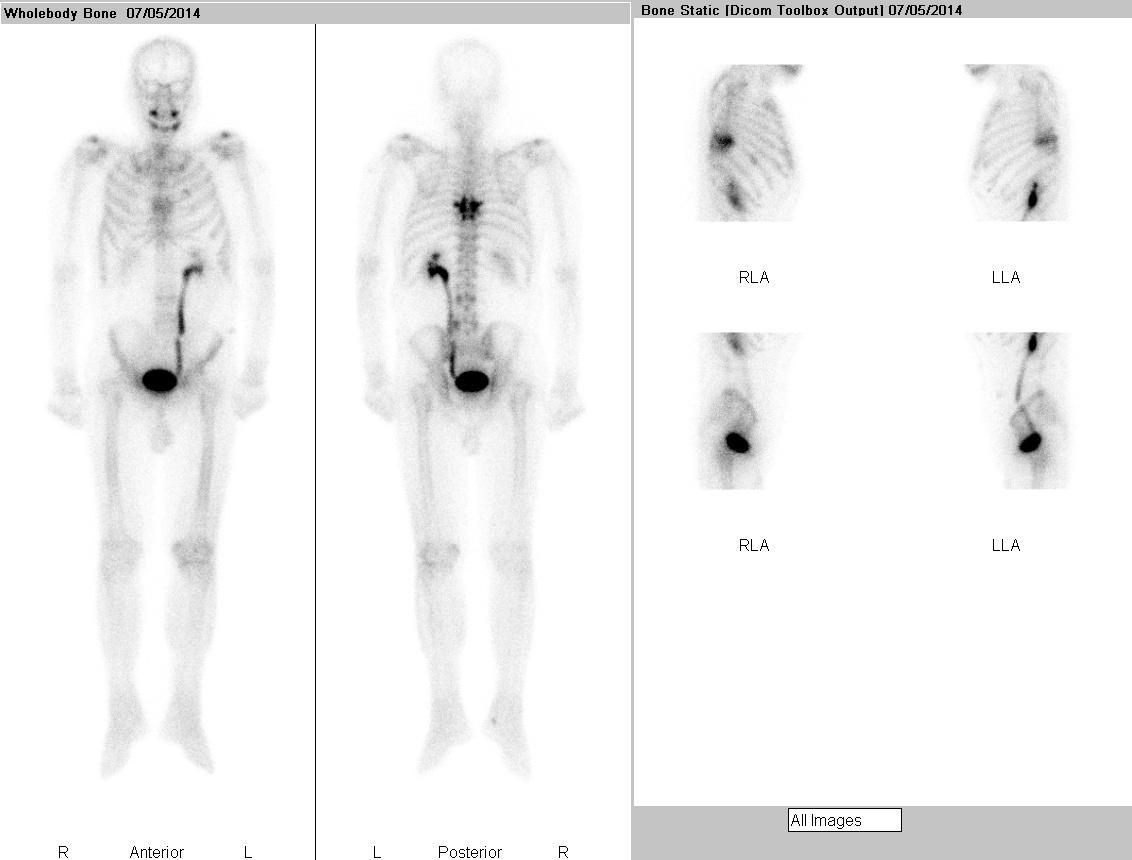 Wholebody Bone 07/05/2014
Bone Static [Dicom Toolbox Output] 07/05/2014
RLA LLA
RLA LLA
All Images
R Anterior L L Posterior R